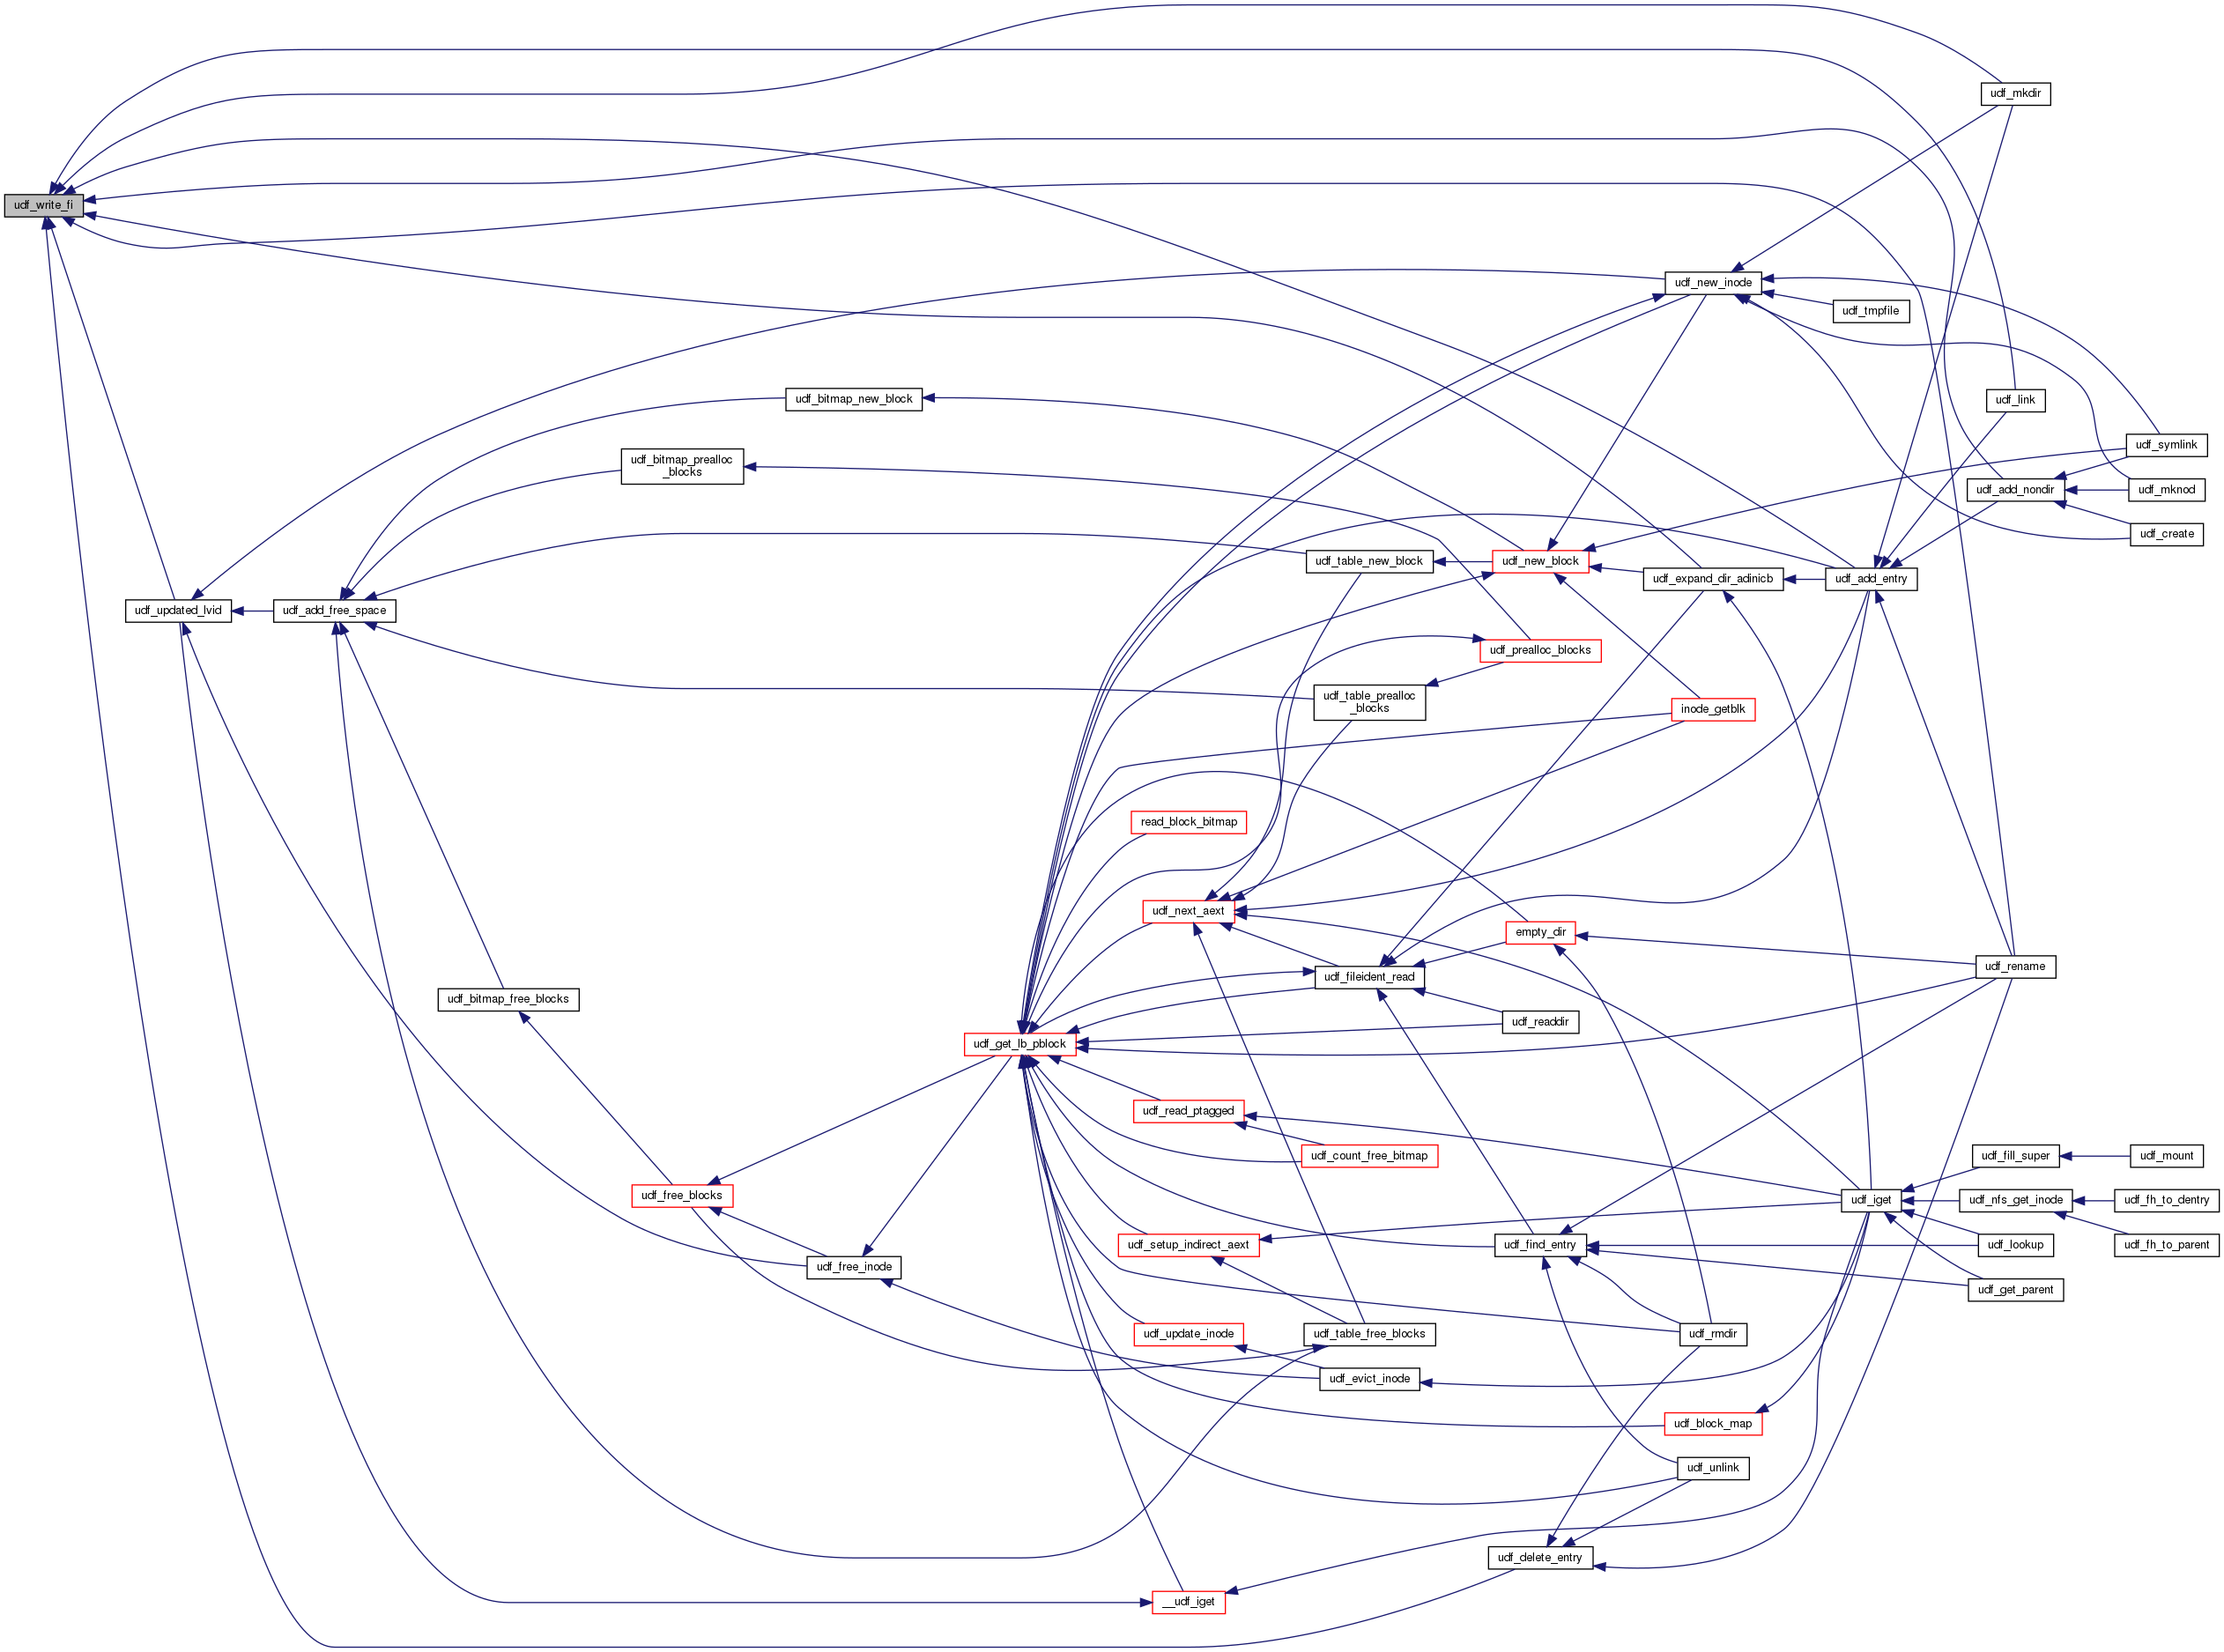 udf_mkdir
udf_write_fi
udf_new_inode
udf_tmpfile
udf_bitmap_new_block
udf_link
udf_symlink
udf_bitmap_prealloc
_blocks
udf_add_nondir
udf_mknod
udf_create
udf_table_new_block
udf_new_block
udf_expand_dir_adinicb
udf_add_entry
udf_updated_lvid
udf_add_free_space
udf_prealloc_blocks
udf_table_prealloc
_blocks
inode_getblk
read_block_bitmap
udf_next_aext
empty_dir
udf_rename
udf_fileident_read
udf_bitmap_free_blocks
udf_readdir
udf_get_lb_pblock
udf_read_ptagged
udf_count_free_bitmap
udf_fill_super
udf_mount
udf_free_blocks
udf_iget
udf_nfs_get_inode
udf_fh_to_dentry
udf_setup_indirect_aext
udf_find_entry
udf_lookup
udf_fh_to_parent
udf_free_inode
udf_get_parent
udf_update_inode
udf_table_free_blocks
udf_rmdir
udf_evict_inode
udf_block_map
udf_unlink
udf_delete_entry
__udf_iget